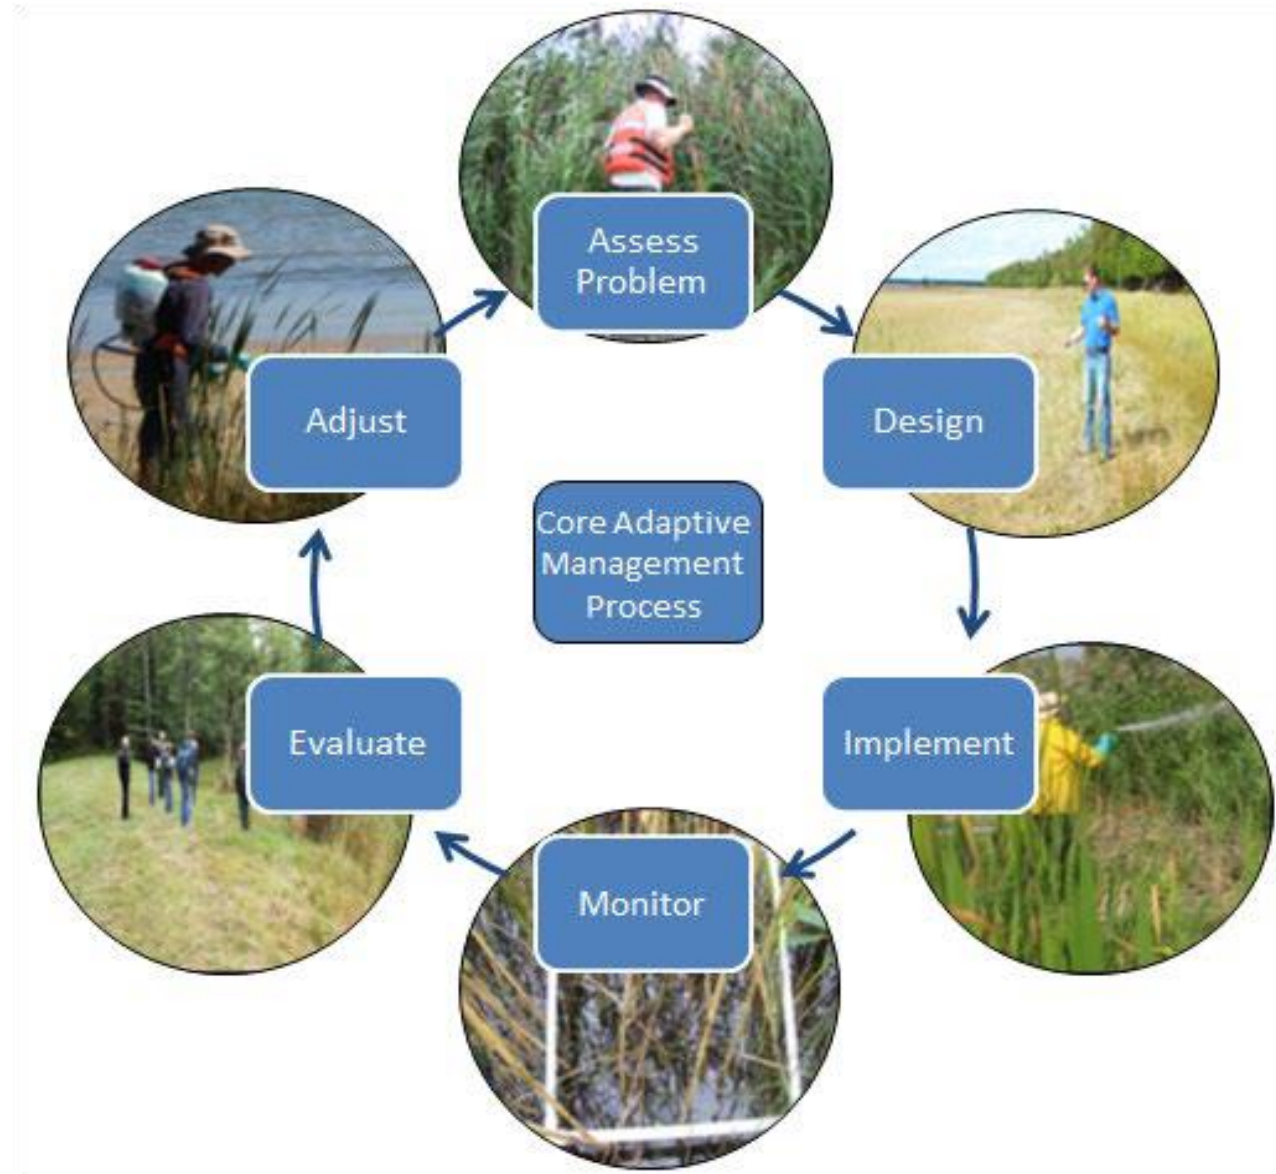 Assess
Problem
Design
Implement
Monitor
Evaluate
Adjust
Core Adaptive
Management
Process